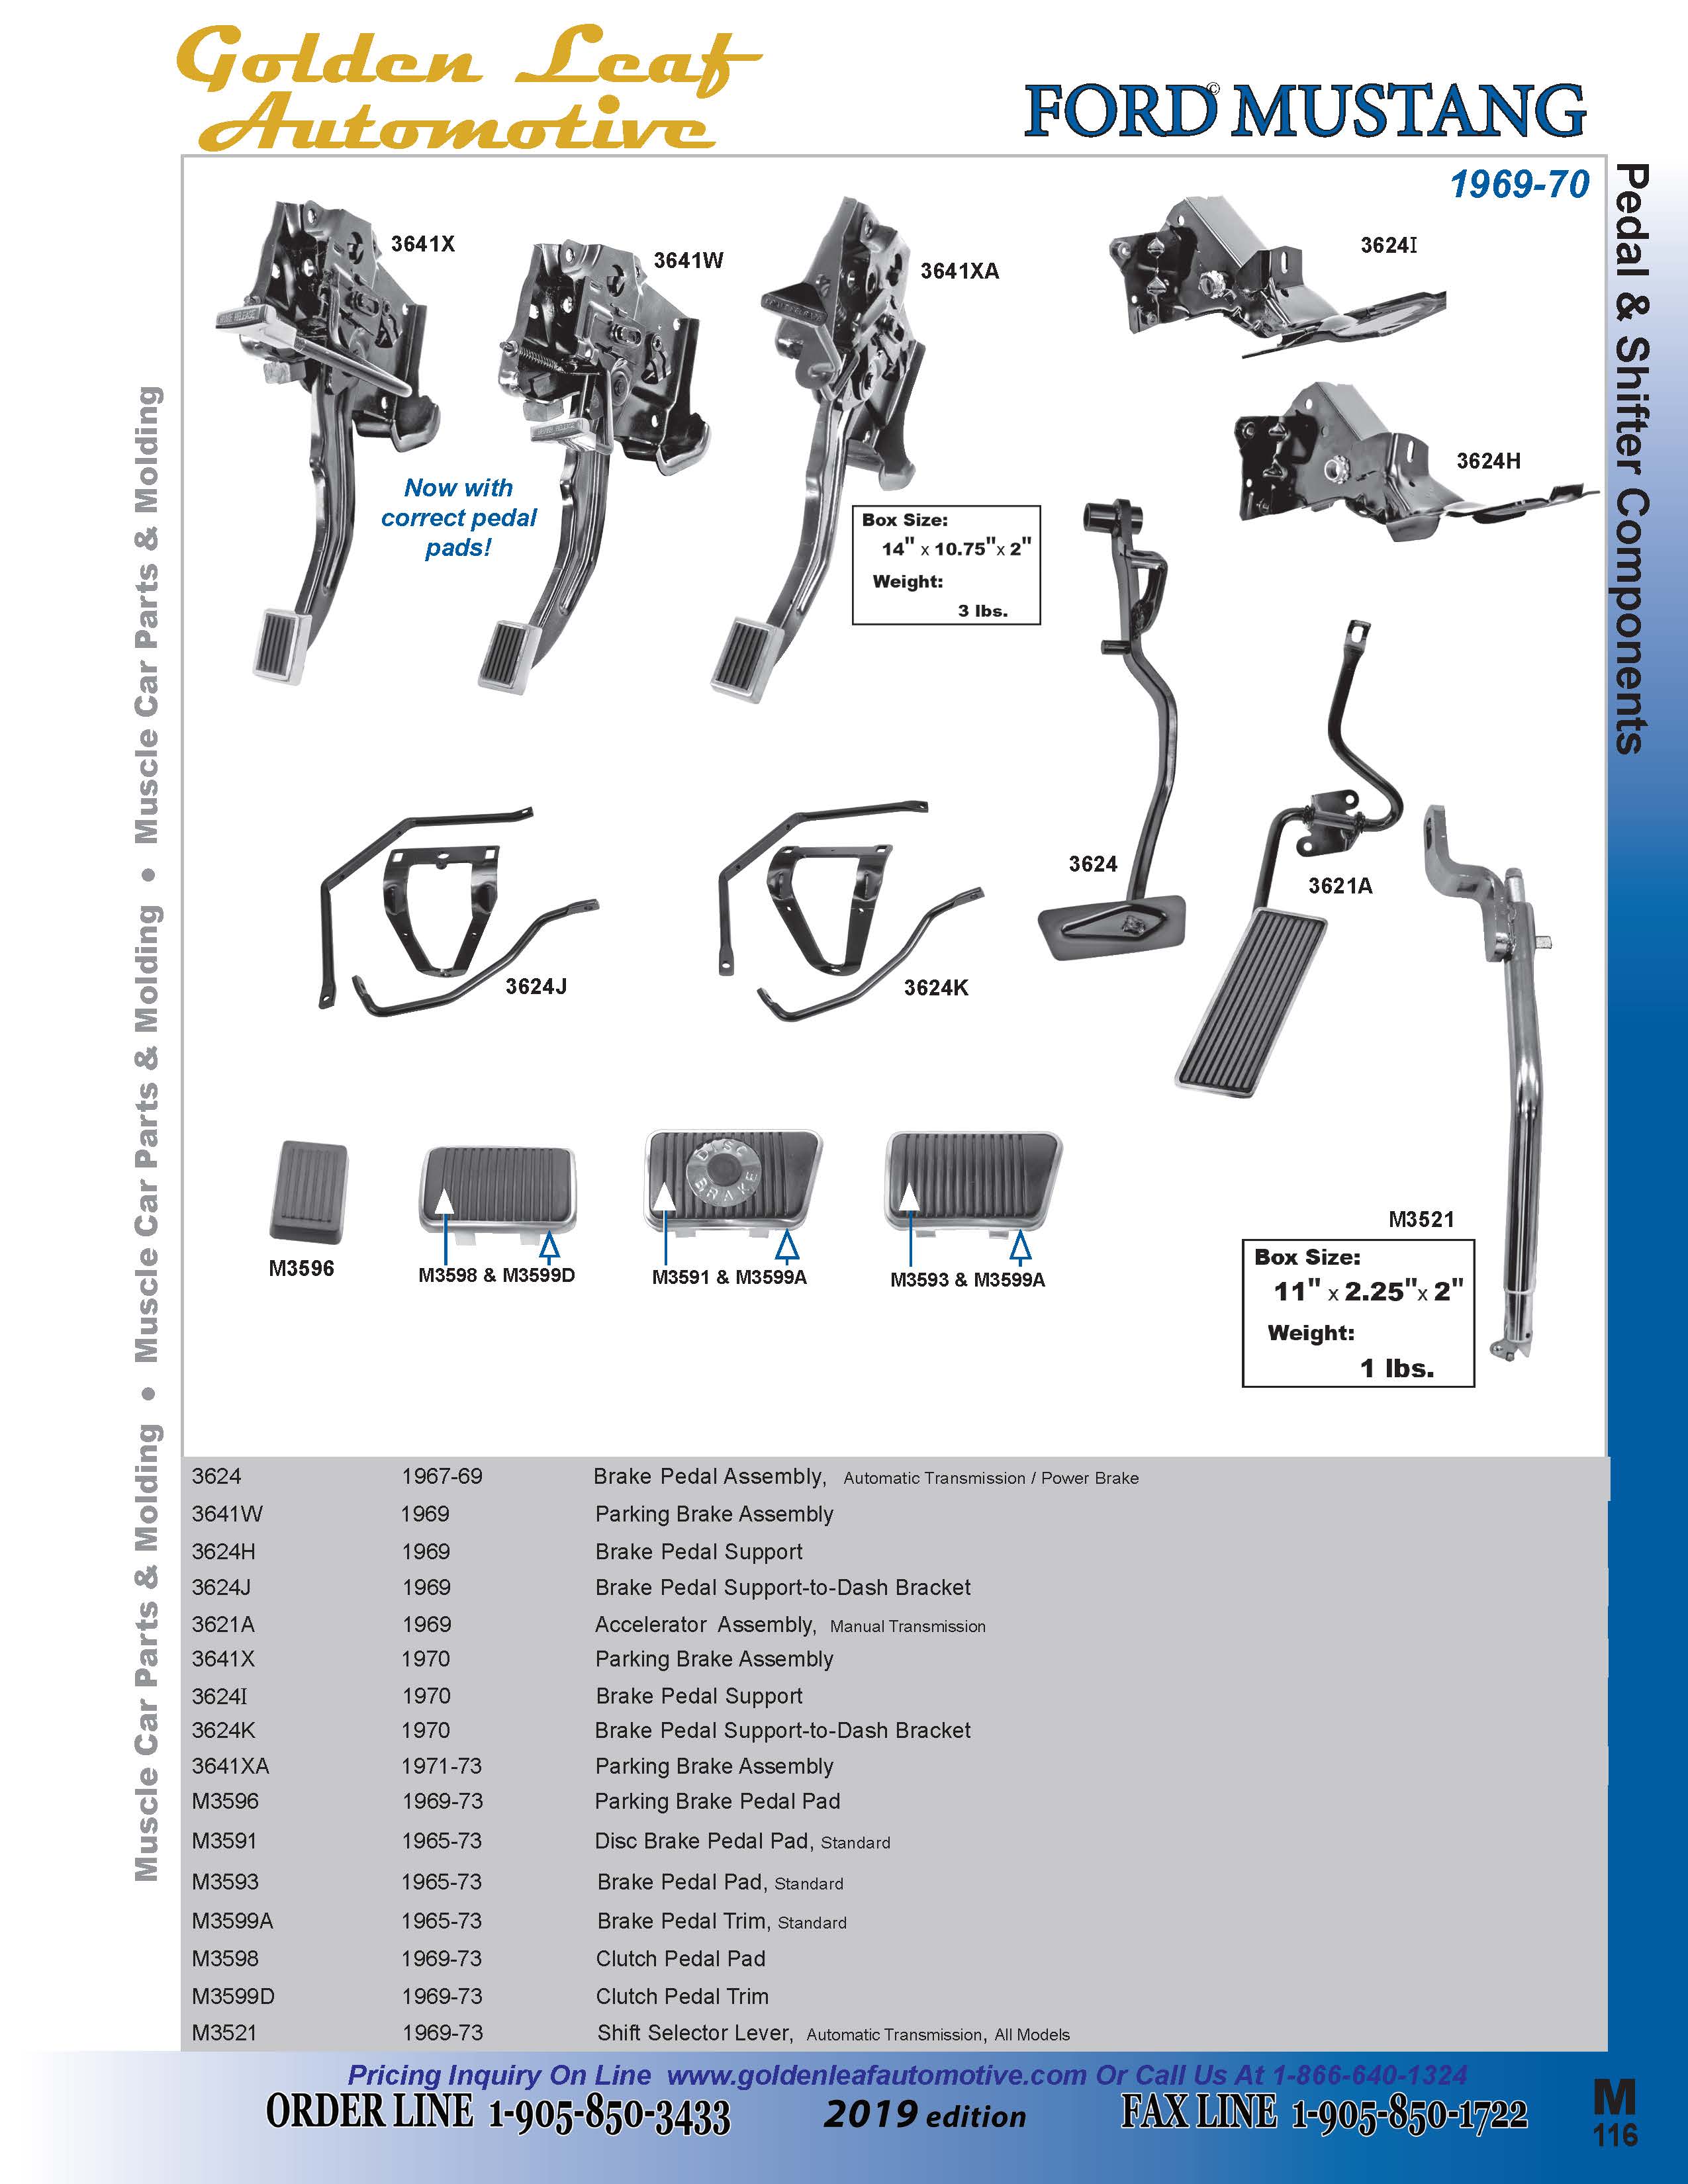 Golden Leaf
Automotive
FORD© MUSTANG
1969-70
Pedal & Shifter Components
Muscle Car Parts & Molding • Muscle Car Parts & Molding • Muscle Car Parts & Molding
3641X
3641W
3641XA
3624I
3624H
BRAKE RELEASE
Now with
correct pedal
pads!
Box Size:
14" x 10.75"x 2"
Weight:
3 lbs.
3624
3621A
3624J
3624K
DISC
BRAKE
M3596
M3598 & M3599D
M3591 & M3599A
M3593 & M3599A
M3521
Box Size:
11" x 2.25"x 2"
Weight:
1 lbs.
3624 1967-69 Brake Pedal Assembly, Automatic Transmission / Power Brake
3641W 1969 Parking Brake Assembly
3624H 1969 Brake Pedal Support
3624J 1969 Brake Pedal Support-to-Dash Bracket
3621A 1969 Accelerator Assembly, Manual Transmission
3641X 1970 Parking Brake Assembly
3624I 1970 Brake Pedal Support
3624K 1970 Brake Pedal Support-to-Dash Bracket
3641XA 1971-73 Parking Brake Assembly
M3596 1969-73 Parking Brake Pedal Pad
M3591 1965-73 Disc Brake Pedal Pad, Standard
M3593 1965-73 Brake Pedal Pad, Standard
M3599A 1965-73 Brake Pedal Trim, Standard
M3598 1969-73 Clutch Pedal Pad
M3599D 1969-73 Clutch Pedal Trim
M3521 1969-73 Shift Selector Lever, Automatic Transmission, All Models
Pricing Inquiry On Line www.goldenleafautomotive.com Or Call Us At 1-866-640-1324
ORDER LINE 1-905-850-3433
2019 edition
FAX LINE 1-905-850-1722
M
116